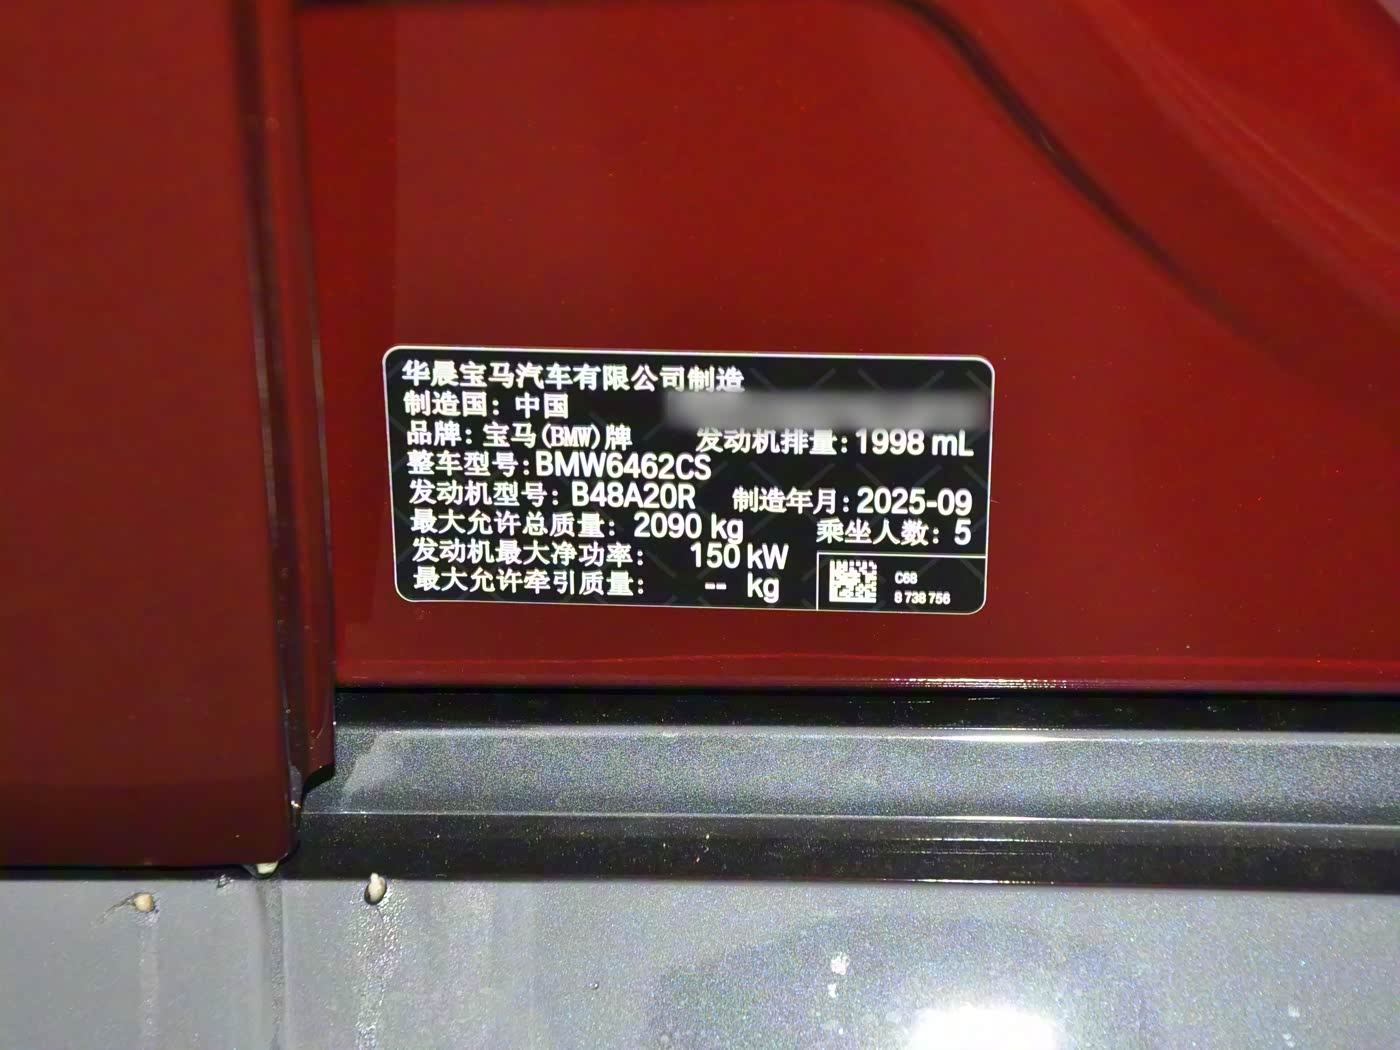 华晨宝马汽车有限公司制造
制造国：中国
品牌：宝马(BMW)牌 发动机排量：1998 mL
整车型号：BMW6462CS
发动机型号：B48A20R 制造年月：2025-09
最大允许总质量：2090 kg 乘坐人数：5
发动机最大净功率：150 kW
最大允许牵引质量：-- kg
C68
8 738 756